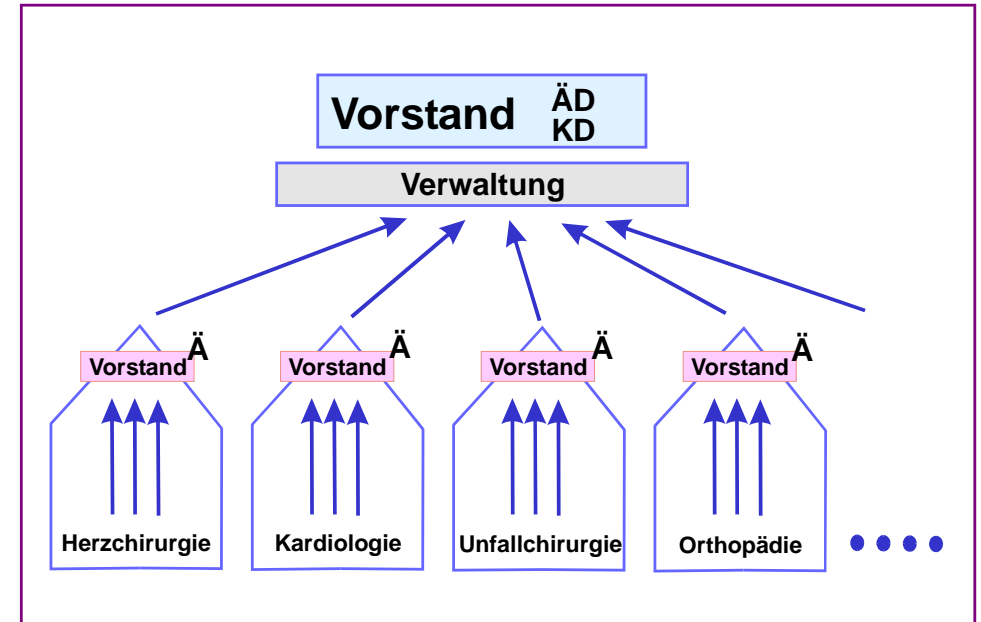 Vorstand ÄD
KD
Verwaltung
Vorstand Ä Vorstand Ä Vorstand Ä Vorstand Ä
Herzchirurgie Kardiologie Unfallchirurgie Orthopädie